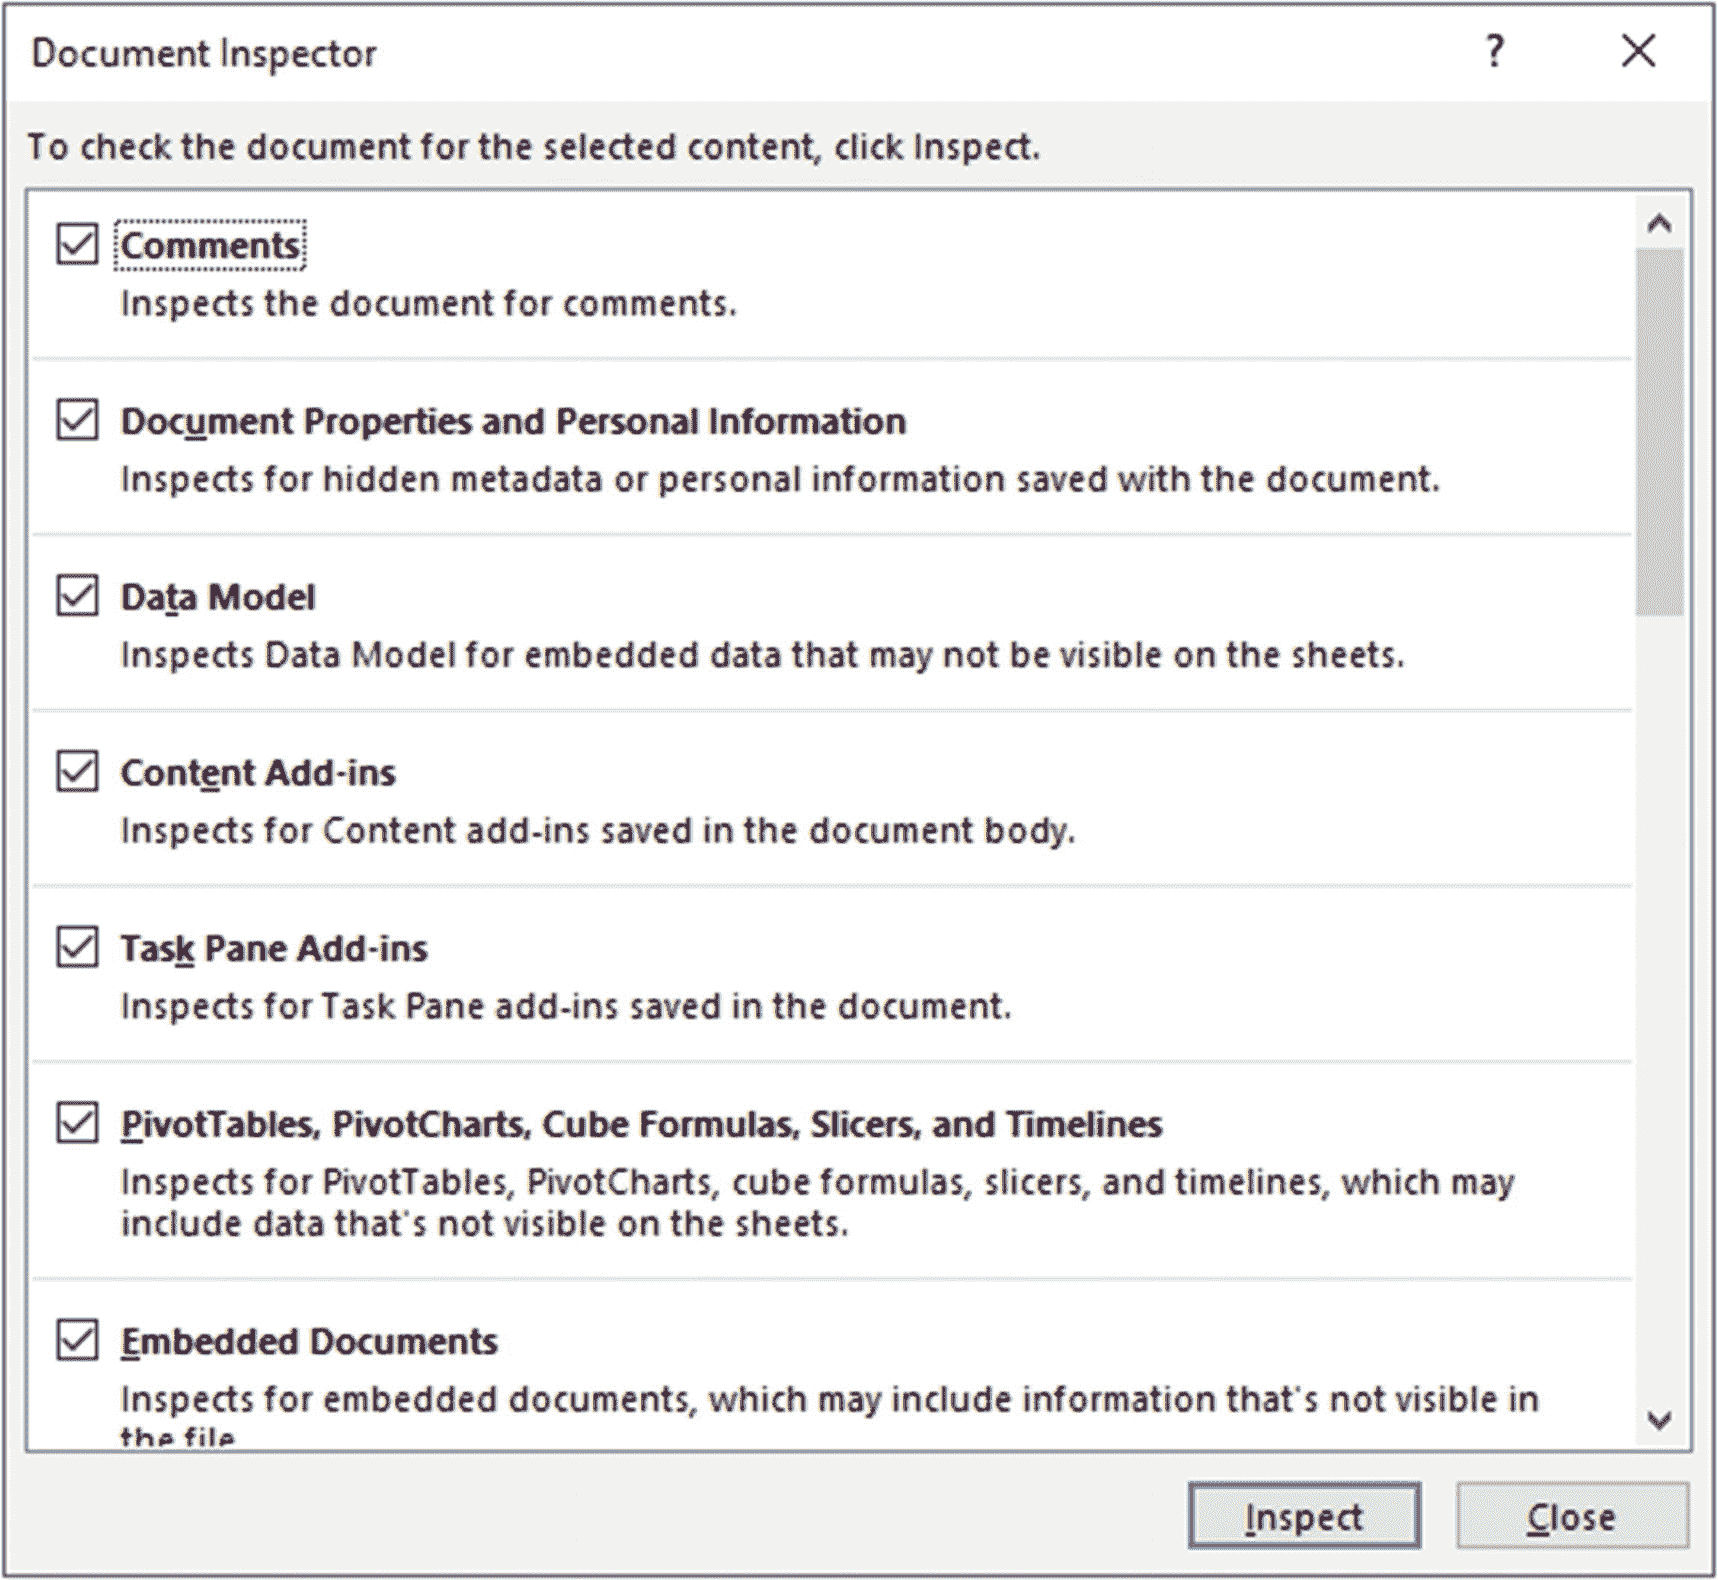 Document Inspector
?
To check the document for the selected content, click Inspect.
Comments
Inspects the document for comments.
Document Properties and Personal Information
Inspects for hidden metadata or personal information saved with the document.
Data Model
Inspects Data Model for embedded data that may not be visible on the sheets.
Content Add-ins
Inspects for Content add-ins saved in the document body.
Task Pane Add-ins
Inspects for Task Pane add-ins saved in the document.
PivotTables, PivotCharts, Cube Formulas, Slicers, and Timelines
Inspects for PivotTables, PivotCharts, cube formulas, slicers, and timelines, which may
include data that's not visible on the sheets.
Embedded Documents
Inspects for embedded documents, which may include information that's not visible in
the file
Inspect Close